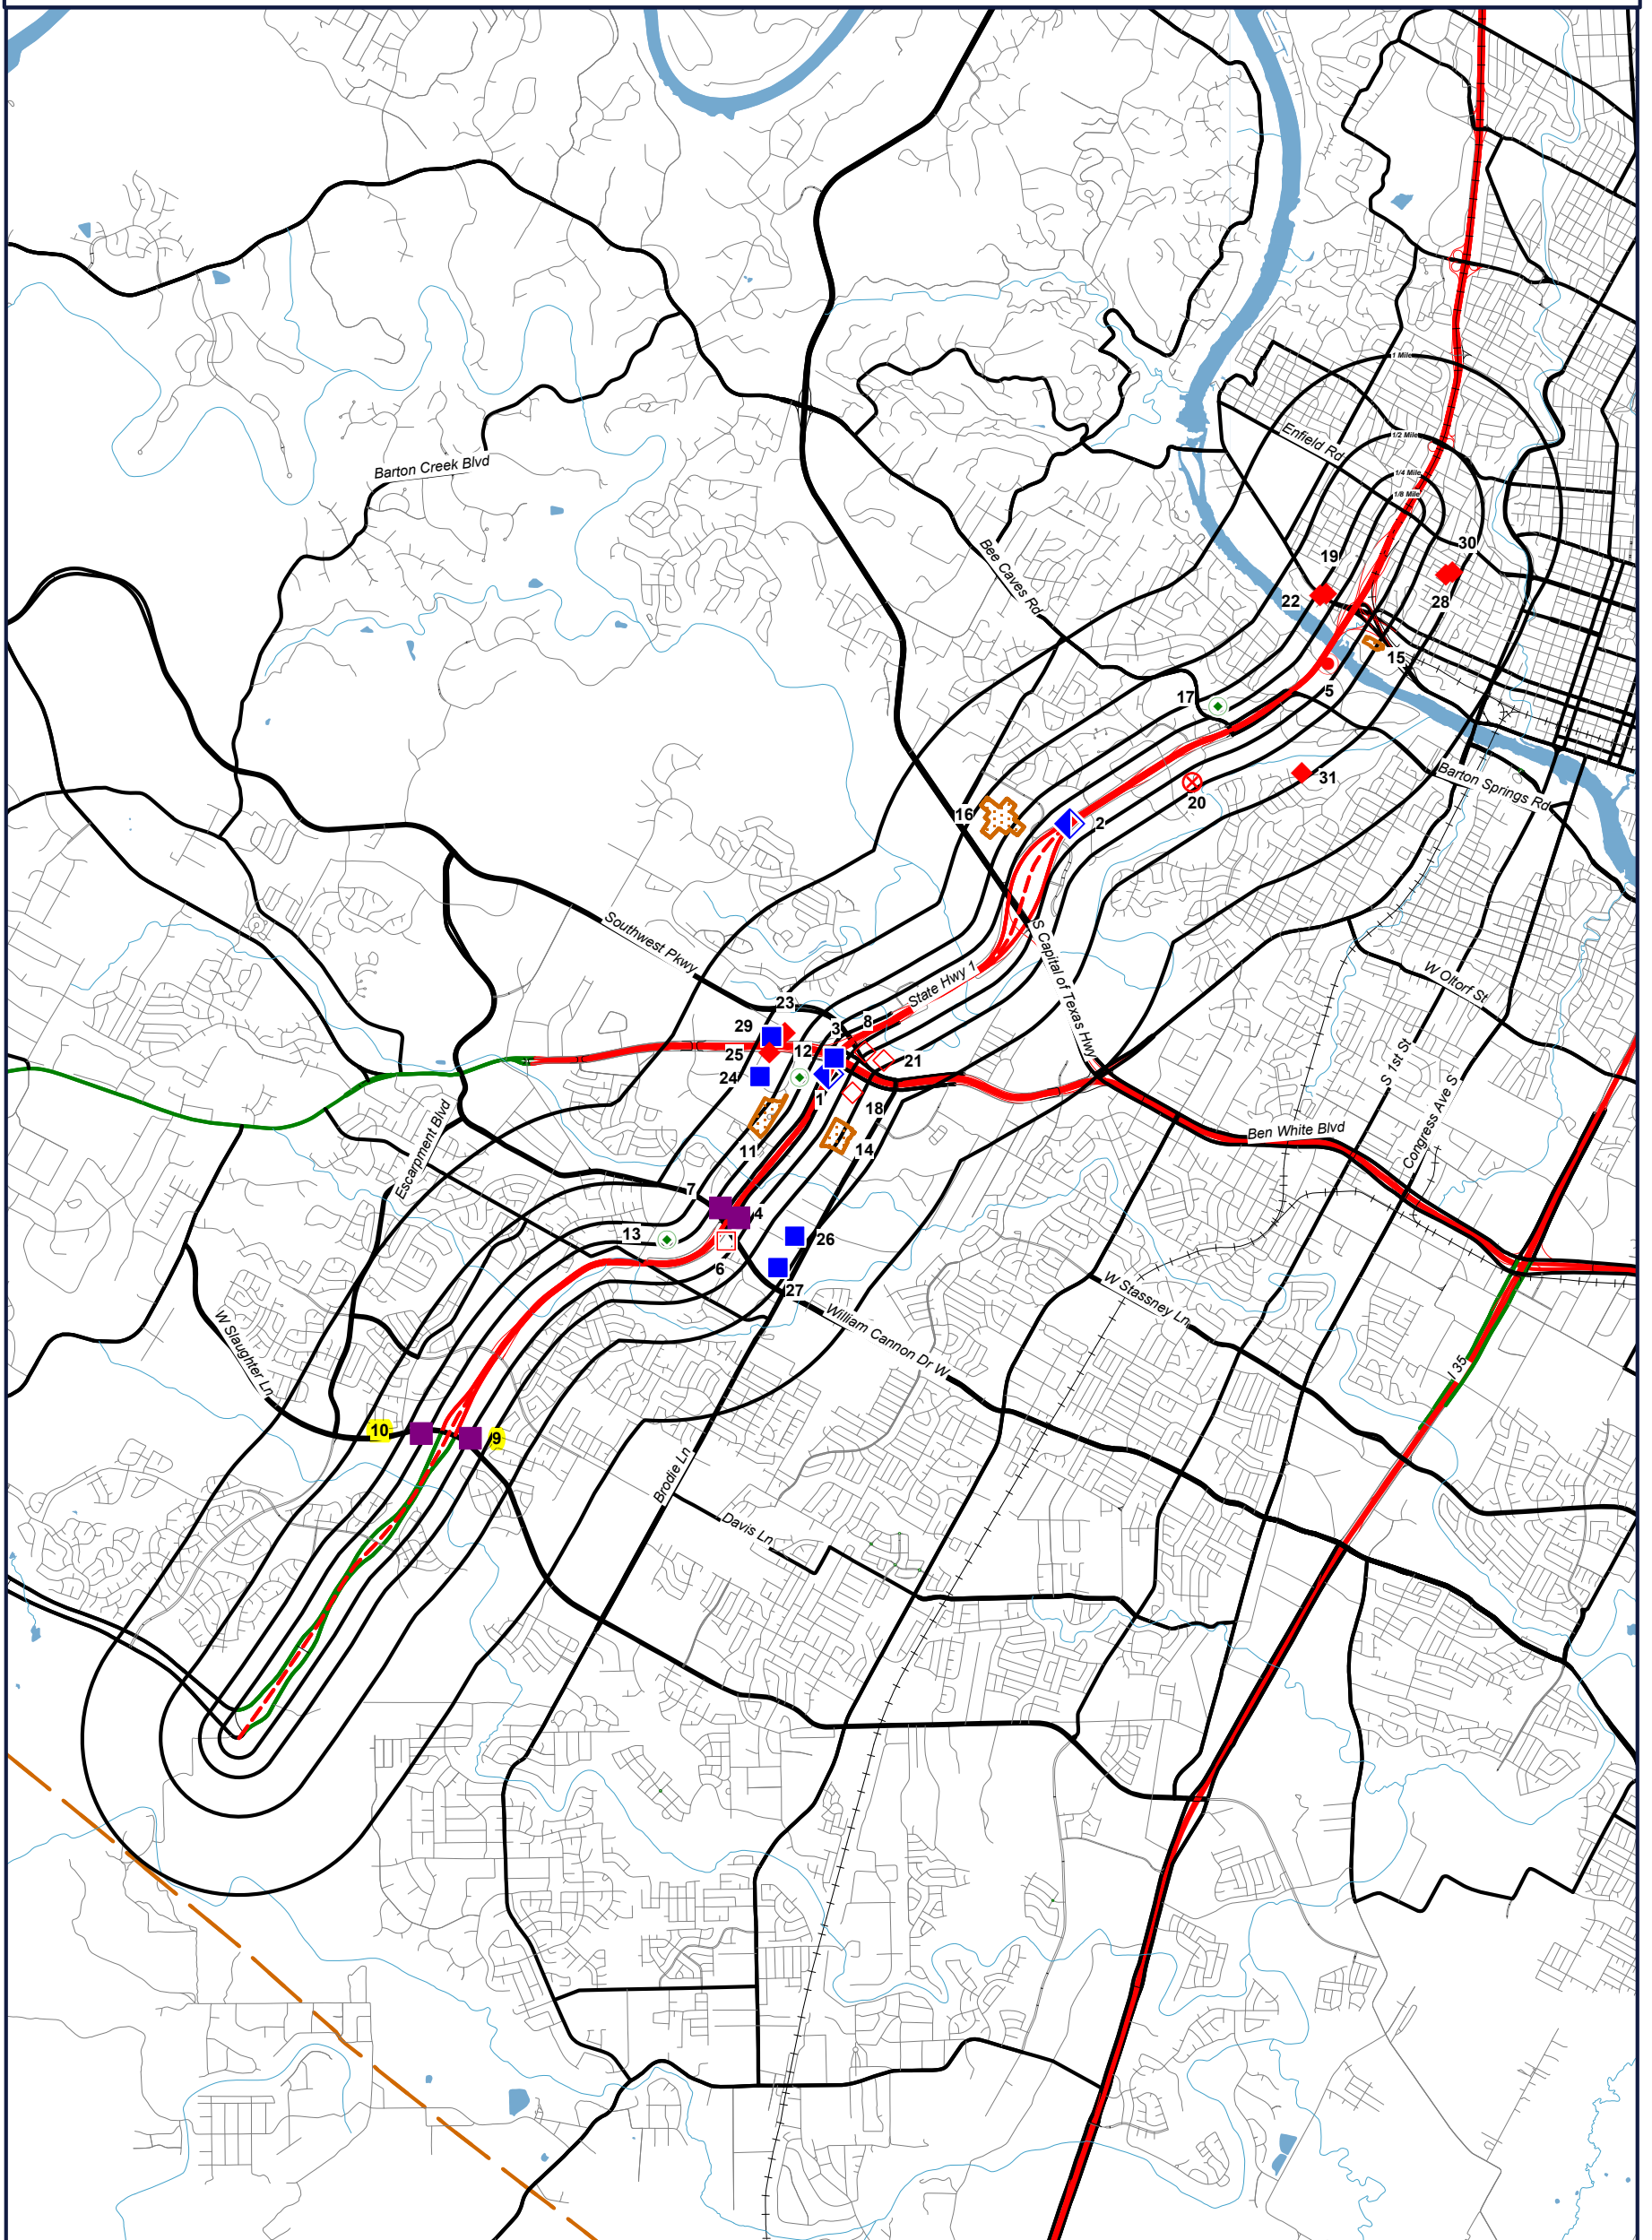 1 Mile
Enfield Rd
1/2 Mile
1/4 Mile
1/8 Mile
Barton Creek Blvd
Bee Caves Rd
19
30
22
28
15
5
17
Barton Springs Rd
31
20
16
2
Southwest Pkwy
State Hwy 1
S Capital of Texas Hwy
W Oltorf St
23
29
3
8
25
12
21
24
1
18
11
14
S 1st St
Congress Ave S
Ben White Blvd
Escarpment Blvd
7
4
13
26
6
27
W Slaughter Ln
William Cannon Dr W
W Stassney Ln
I 35
10
9
Brodie Ln
Davis Ln